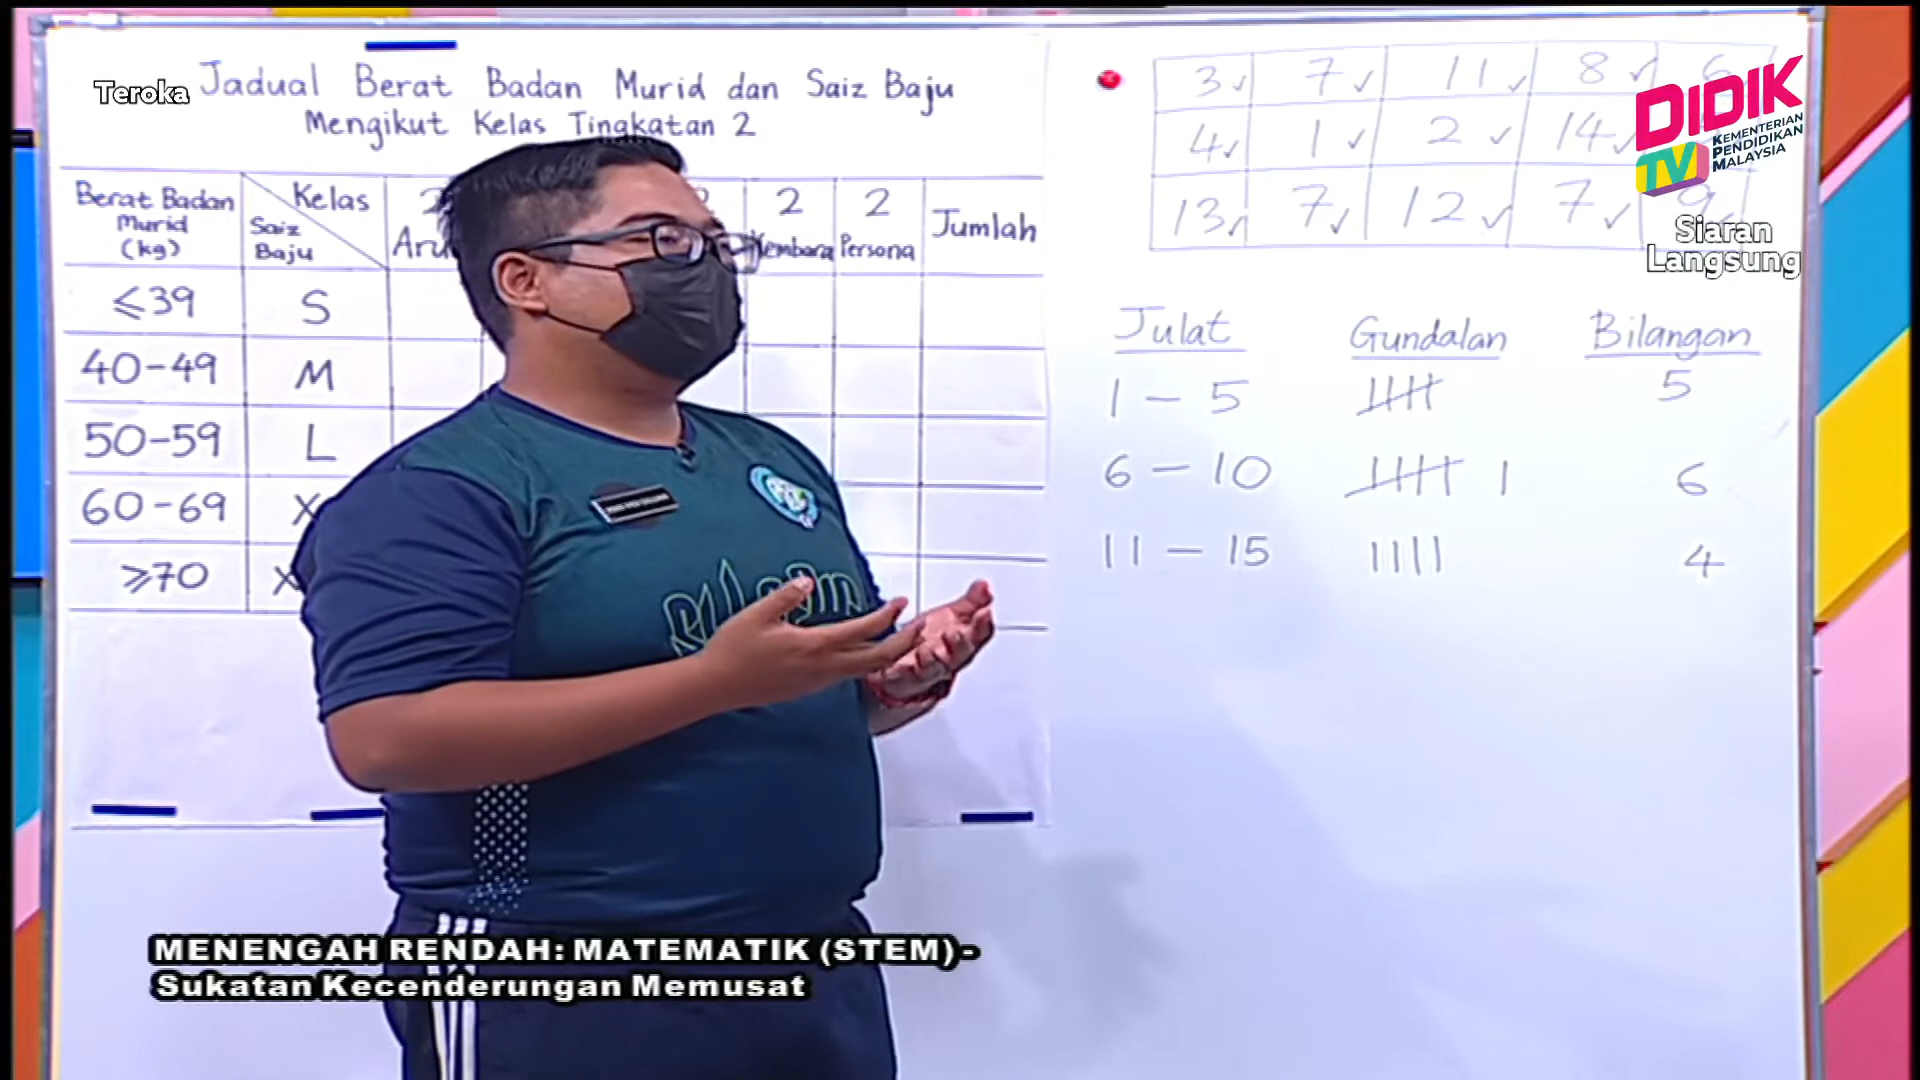 Teroka
Jadual Berat Badan Murid dan Saiz Baju
Mengikut Kelas Tingkatan 2
Berat Badan Murid (kg)
Kelas
Saiz Baju
2
2 Kembara
2 Persona
Jumlah
≤39 S
40-49 M
50-59 L
60-69
≥70
3 7 11 8 6
4 1 2 14
13 7 12 7 9
DIDIK
TV
KEMENTERIAN
PENDIDIKAN
MALAYSIA
Siaran
Langsung
Julat Gundalan Bilangan
1 - 5 5
6 - 10 6
11 - 15 4
MENENGAH RENDAH: MATEMATIK (STEM) -
Sukatan Kecenderungan Memusat